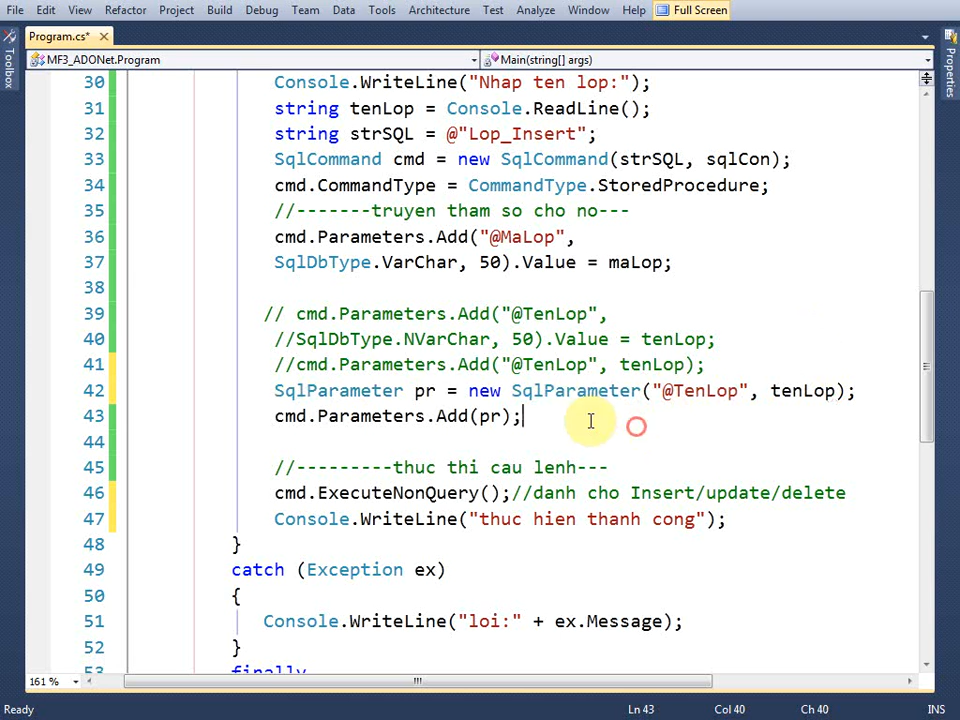 File Edit View Refactor Project Build Debug Team Data Tools Architecture Test Analyze Window Help Full Screen
Program.cs* ×
Toolbox
Properties
MF3_ADONet.Program Main(string[] args)
30 Console.WriteLine("Nhap ten lop:");
31 string tenLop = Console.ReadLine();
32 string strSQL = @"Lop_Insert";
33 SqlCommand cmd = new SqlCommand(strSQL, sqlCon);
34 cmd.CommandType = CommandType.StoredProcedure;
35 //-------truyen tham so cho no---
36 cmd.Parameters.Add("@MaLop",
37 SqlDbType.VarChar, 50).Value = maLop;
38
39 // cmd.Parameters.Add("@TenLop",
40 //SqlDbType.NVarChar, 50).Value = tenLop;
41 //cmd.Parameters.Add("@TenLop", tenLop);
42 SqlParameter pr = new SqlParameter("@TenLop", tenLop);
43 cmd.Parameters.Add(pr);
44
45 //---------thuc thi cau lenh---
46 cmd.ExecuteNonQuery();//danh cho Insert/update/delete
47 Console.WriteLine("thuc hien thanh cong");
48 }
49 catch (Exception ex)
50 {
51 Console.WriteLine("loi:" + ex.Message);
52 }
53 finally
161 %
Ready Ln 43 Col 40 Ch 40 INS